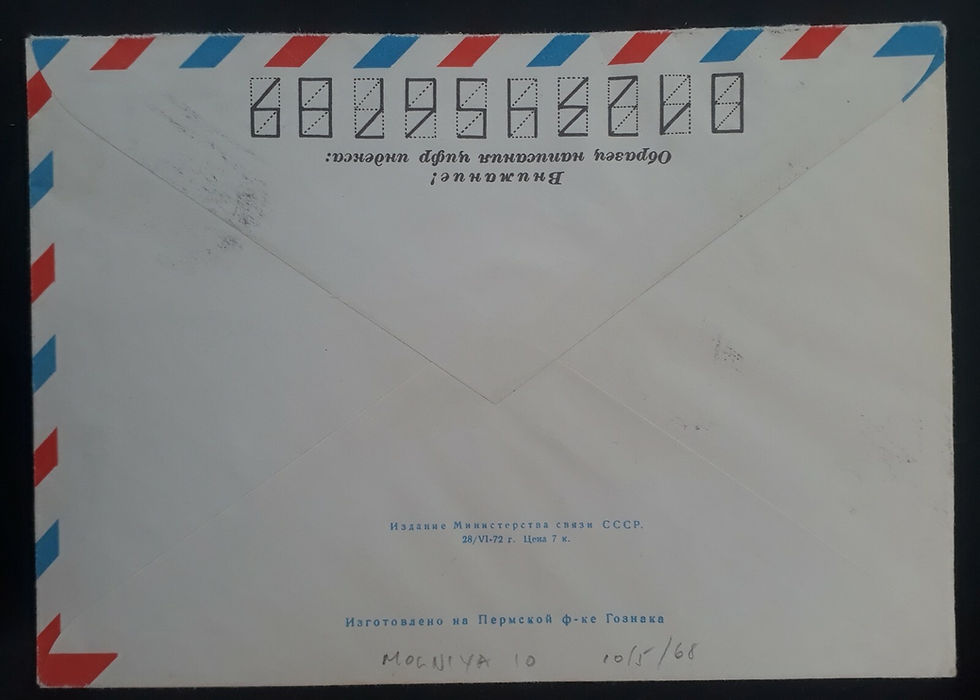 Внимание!
Образец написания цифр индекса:
0123456789
Издание Министерства связи СССР.
28/VI-72 г. Цена 7 к.
Изготовлено на Пермской ф-ке Гознака
MOLNIYA 10 10/5/68